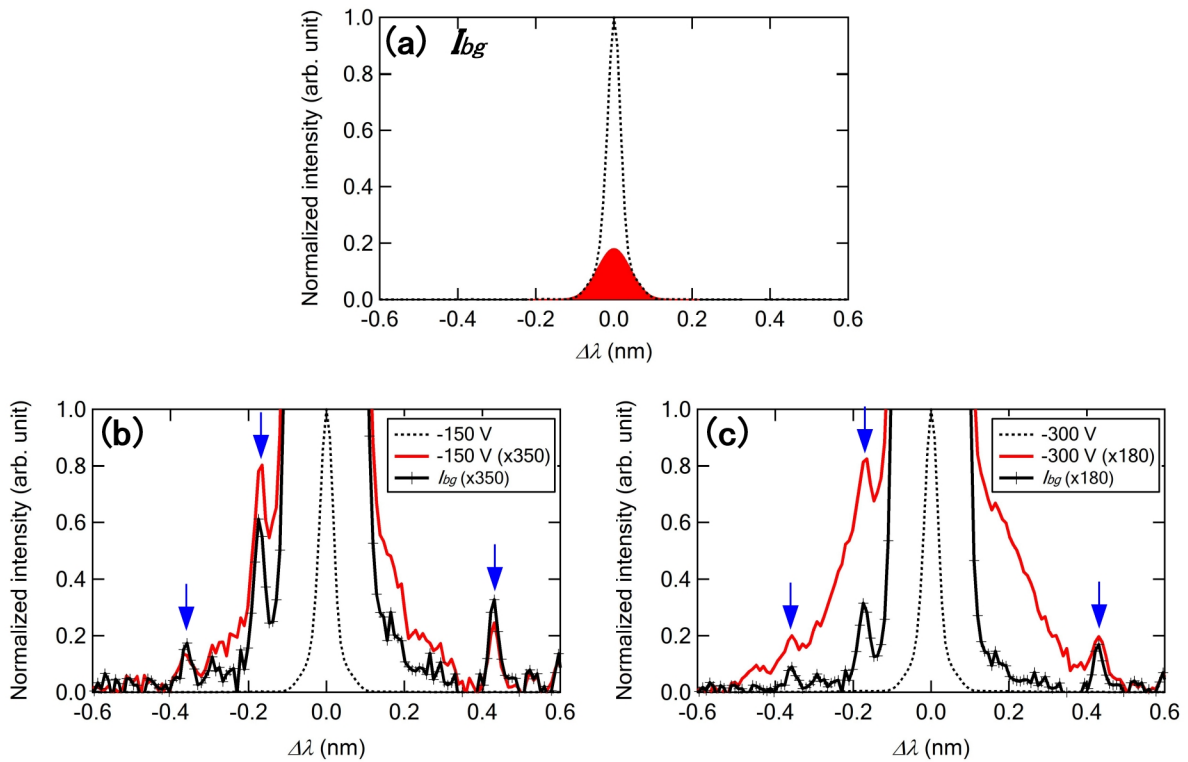 (a) Ibg
Normalized intensity (arb. unit)
1.0
0.8
0.6
0.4
0.2
0.0
-0.6 -0.4 -0.2 0.0 0.2 0.4 0.6
Δλ (nm)
(b)
Normalized intensity (arb. unit)
1.0
0.8
0.6
0.4
0.2
0.0
-150 V
-150 V (x350)
Ibg (x350)
-0.6 -0.4 -0.2 0.0 0.2 0.4 0.6
Δλ (nm)
(c)
Normalized intensity (arb. unit)
1.0
0.8
0.6
0.4
0.2
0.0
-300 V
-300 V (x180)
Ibg (x180)
-0.6 -0.4 -0.2 0.0 0.2 0.4 0.6
Δλ (nm)